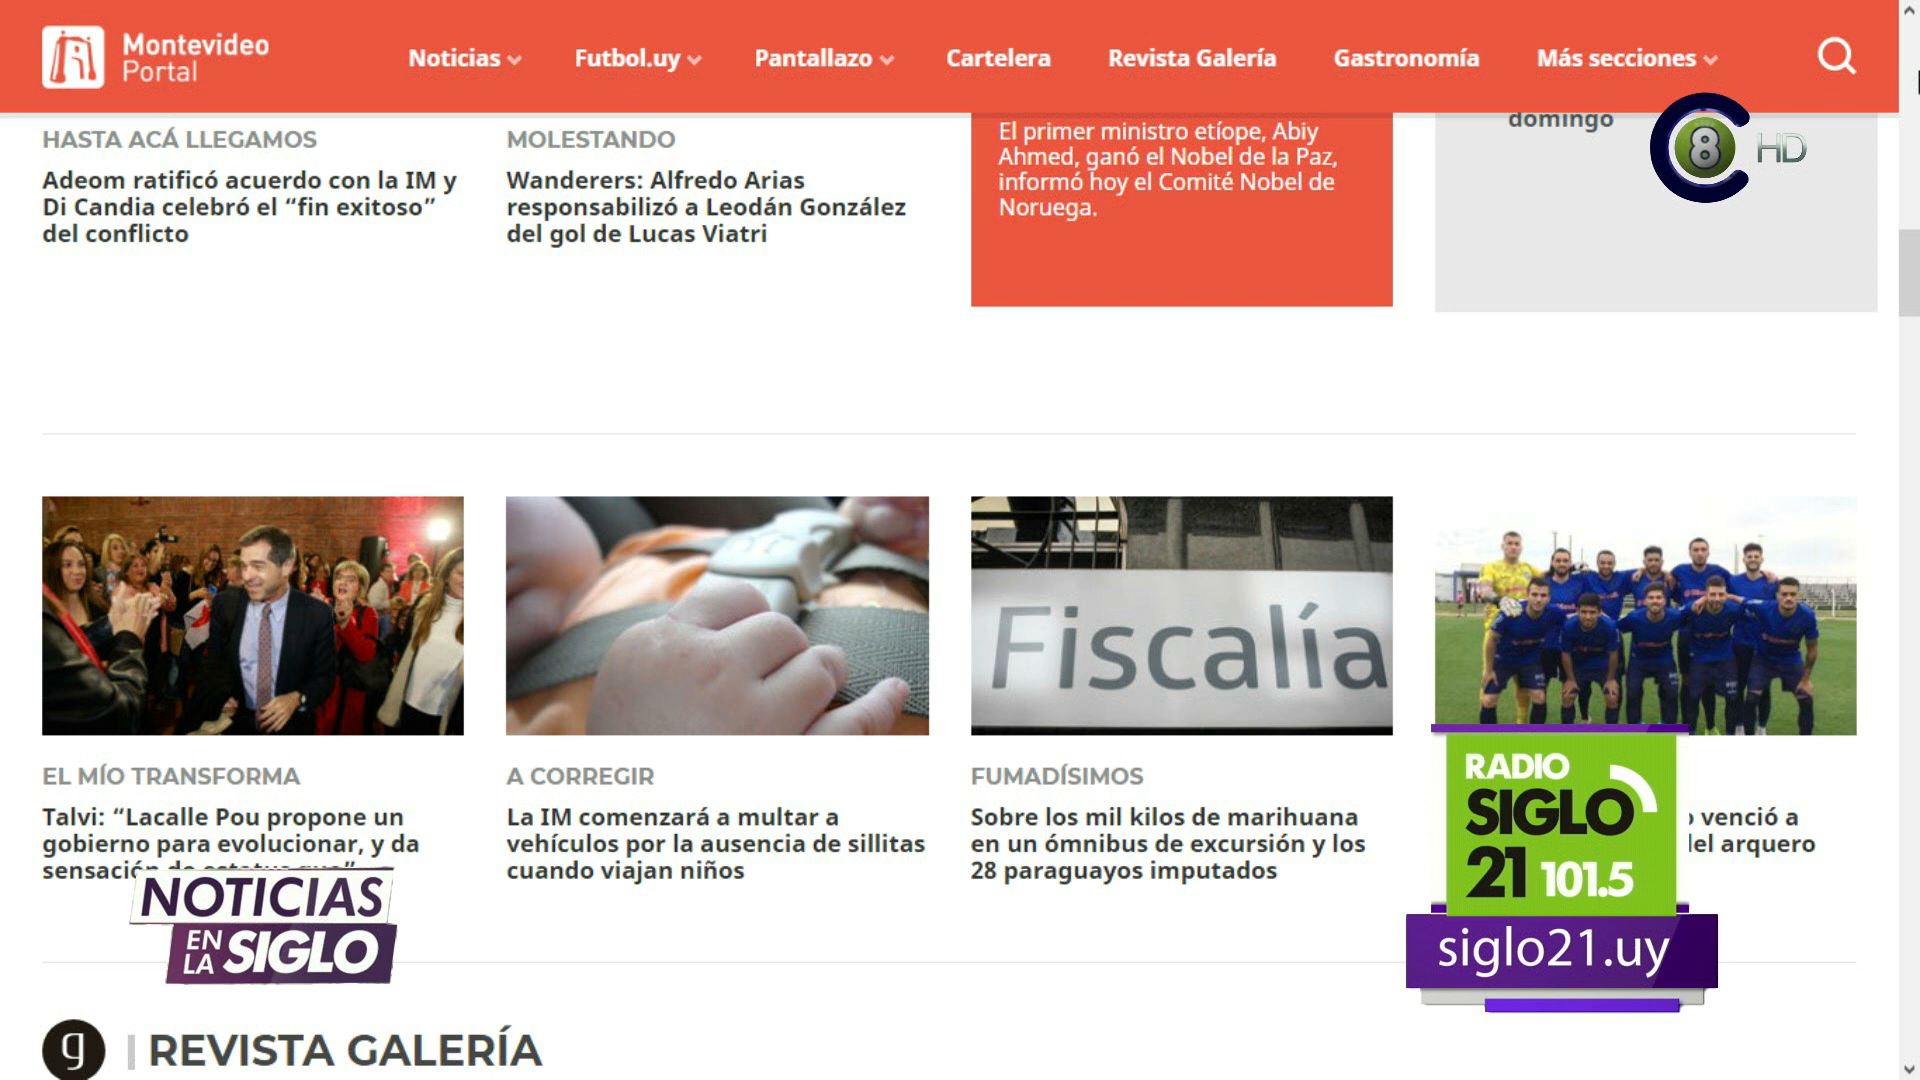 Montevideo
Portal
Noticias
Futbol.uy
Pantallazo
Cartelera
Revista Galería
Gastronomía
Más secciones
8 HD
HASTA ACÁ LLEGAMOS
Adeom ratificó acuerdo con la IM y
Di Candia celebró el “fin exitoso”
del conflicto
MOLESTANDO
Wanderers: Alfredo Arias
responsabilizó a Leodán González
del gol de Lucas Viatri
El primer ministro etíope, Abiy
Ahmed, ganó el Nobel de la Paz,
informó hoy el Comité Nobel de
Noruega.
domingo
Fiscalía
EL MÍO TRANSFORMA
Talvi: “Lacalle Pou propone un
gobierno para evolucionar, y da
sensación de
A CORREGIR
La IM comenzará a multar a
vehículos por la ausencia de sillitas
cuando viajan niños
FUMADÍSIMOS
Sobre los mil kilos de marihuana
en un ómnibus de excursión y los
28 paraguayos imputados
venció a
arquero
NOTICIAS
EN LA SIGLO
RADIO
SIGLO
21 101.5
siglo21.uy
g | REVISTA GALERÍA